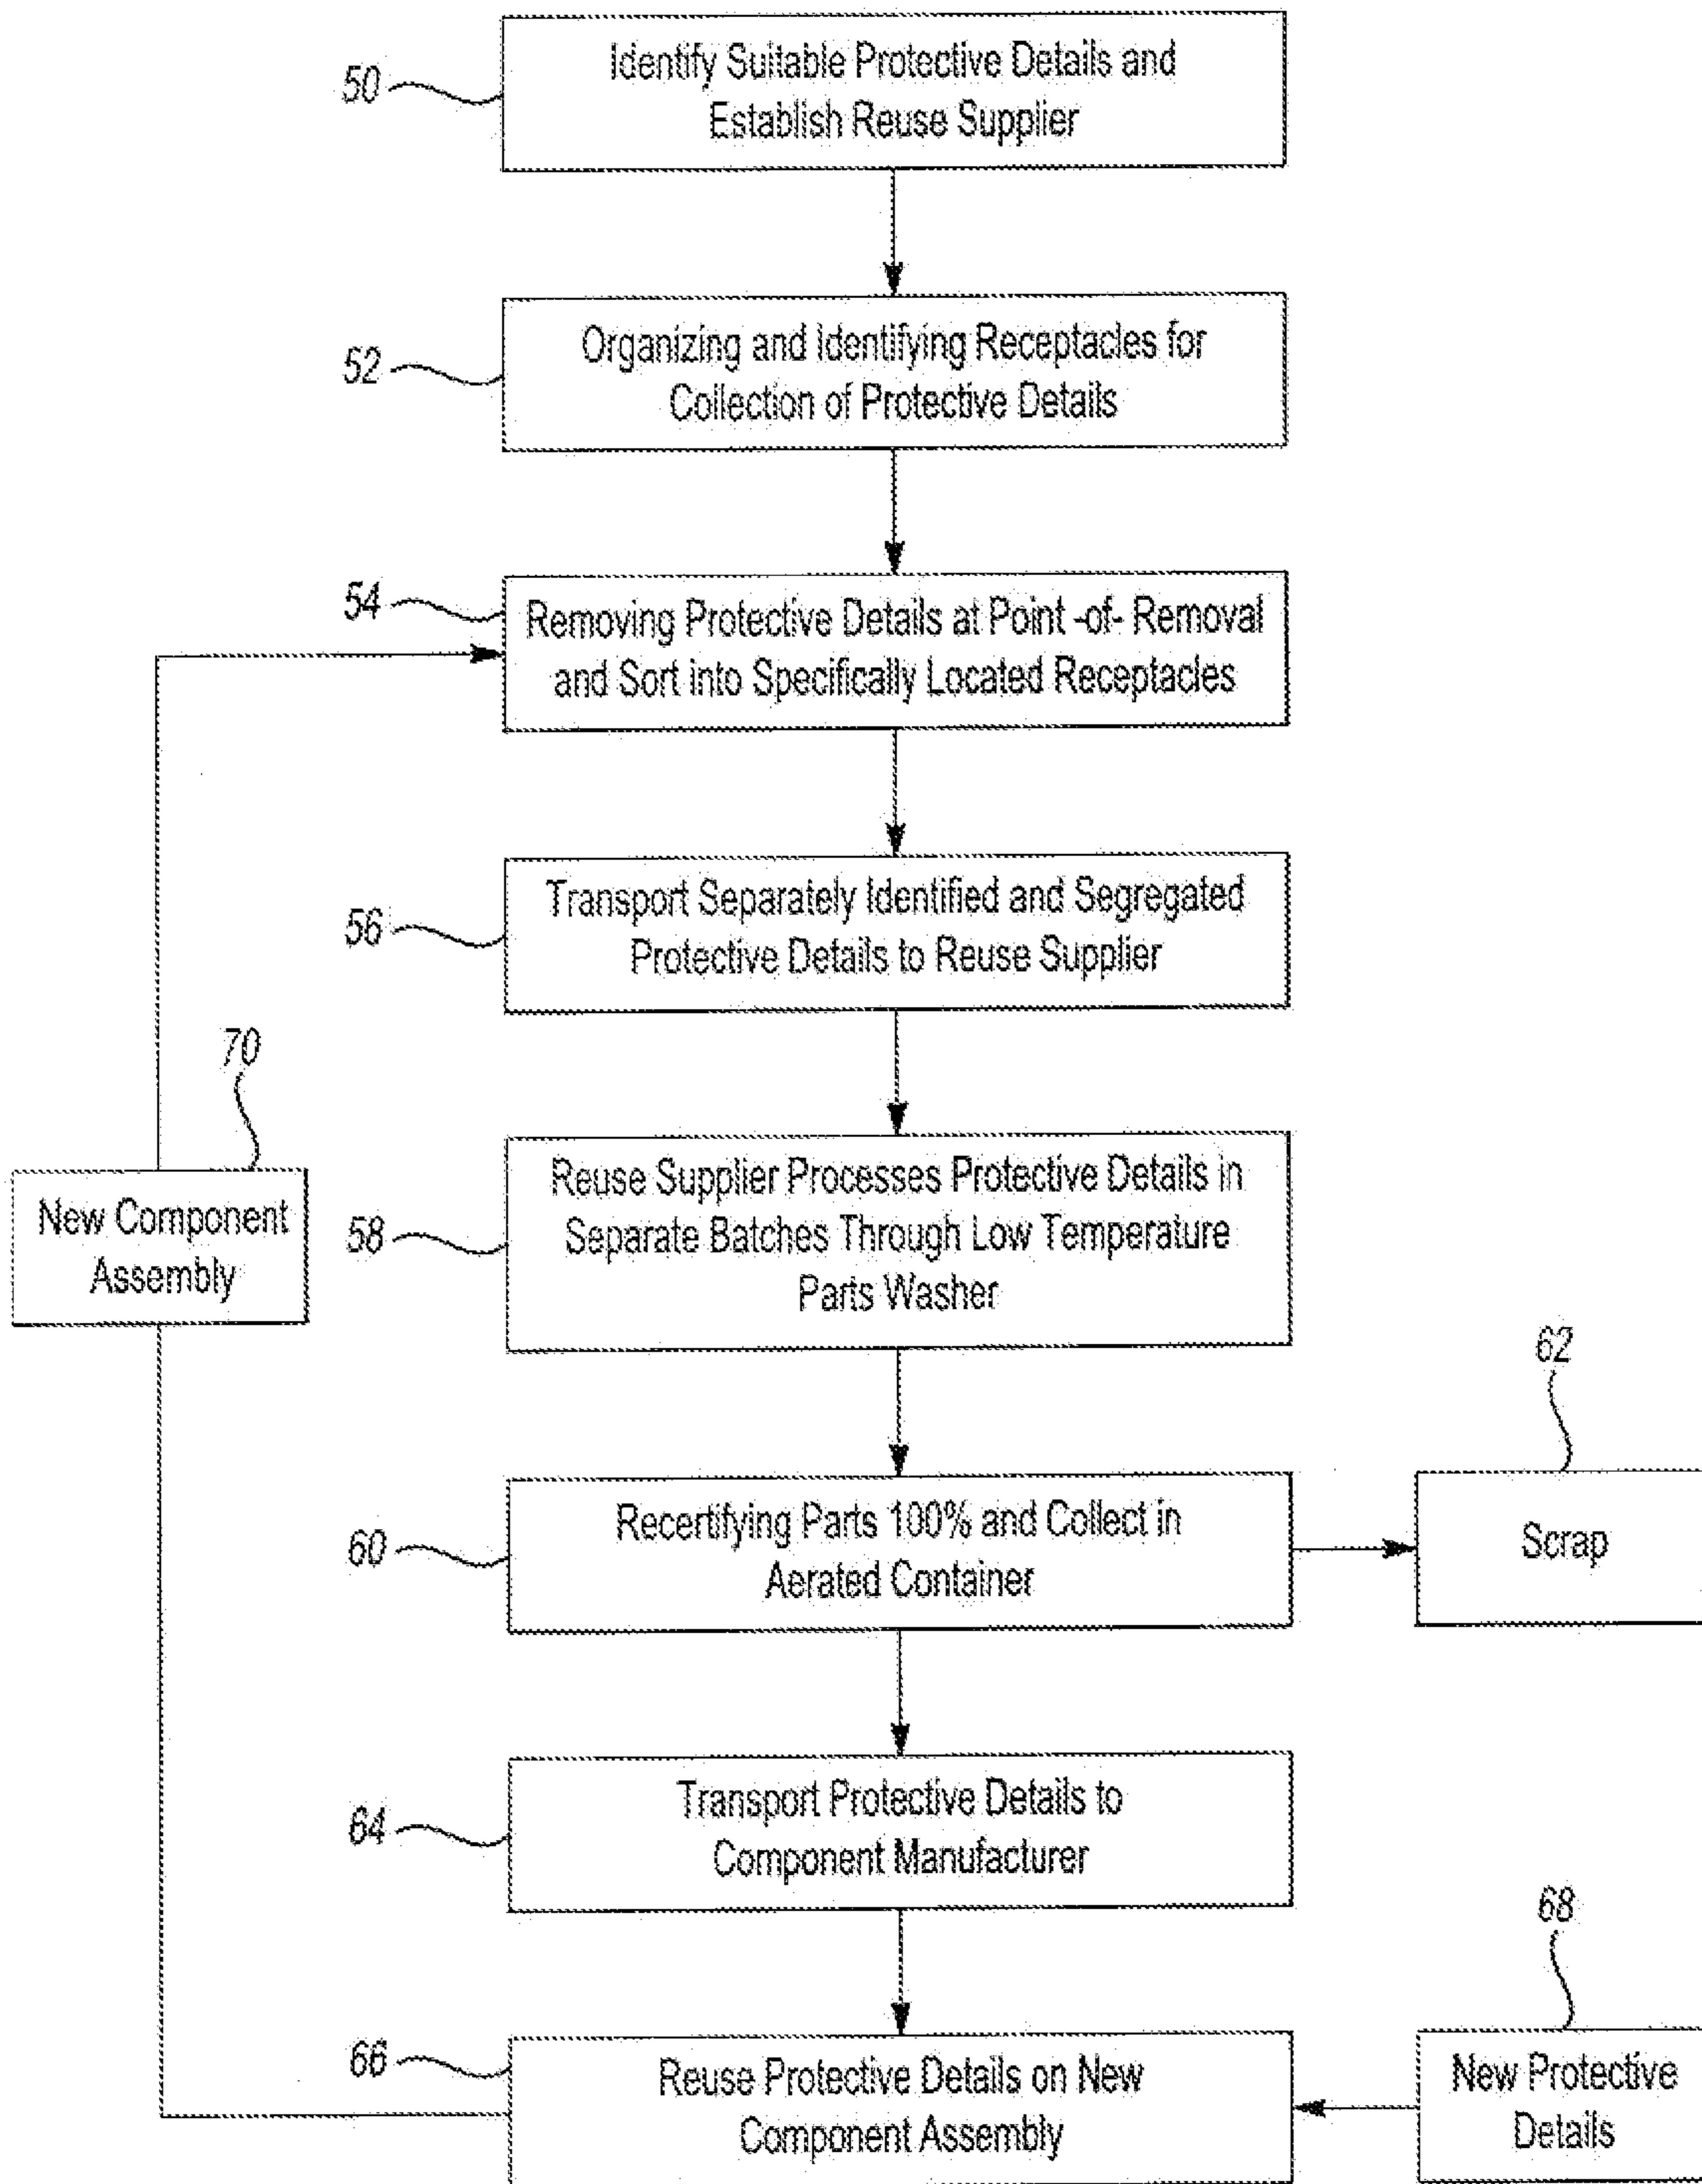 50
Identify Suitable Protective Details and
Establish Reuse Supplier
52
Organizing and Identifying Receptacles for
Collection of Protective Details
54
Removing Protective Details at Point -of- Removal
and Sort into Specifically Located Receptacles
56
Transport Separately Identified and Segregated
Protective Details to Reuse Supplier
70
New Component
Assembly
58
Reuse Supplier Processes Protective Details in
Separate Batches Through Low Temperature
Parts Washer
60
Recertifying Parts 100% and Collect in
Aerated Container
62
Scrap
64
Transport Protective Details to
Component Manufacturer
66
Reuse Protective Details on New
Component Assembly
68
New Protective
Details